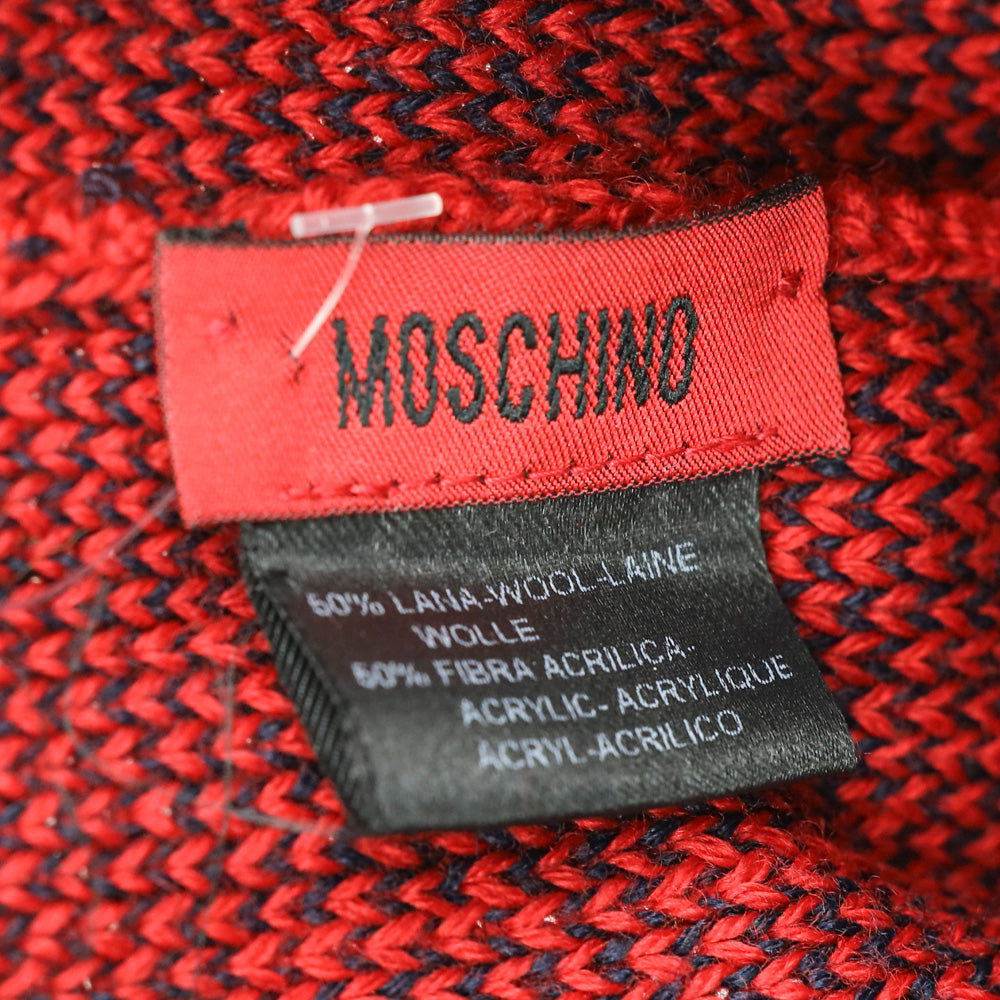 MOSCHINO
50% LANA-WOOL-LAINE
WOLLE
50% FIBRA ACRILICA-
ACRYLIC- ACRYLIQUE
ACRYL-ACRILICO